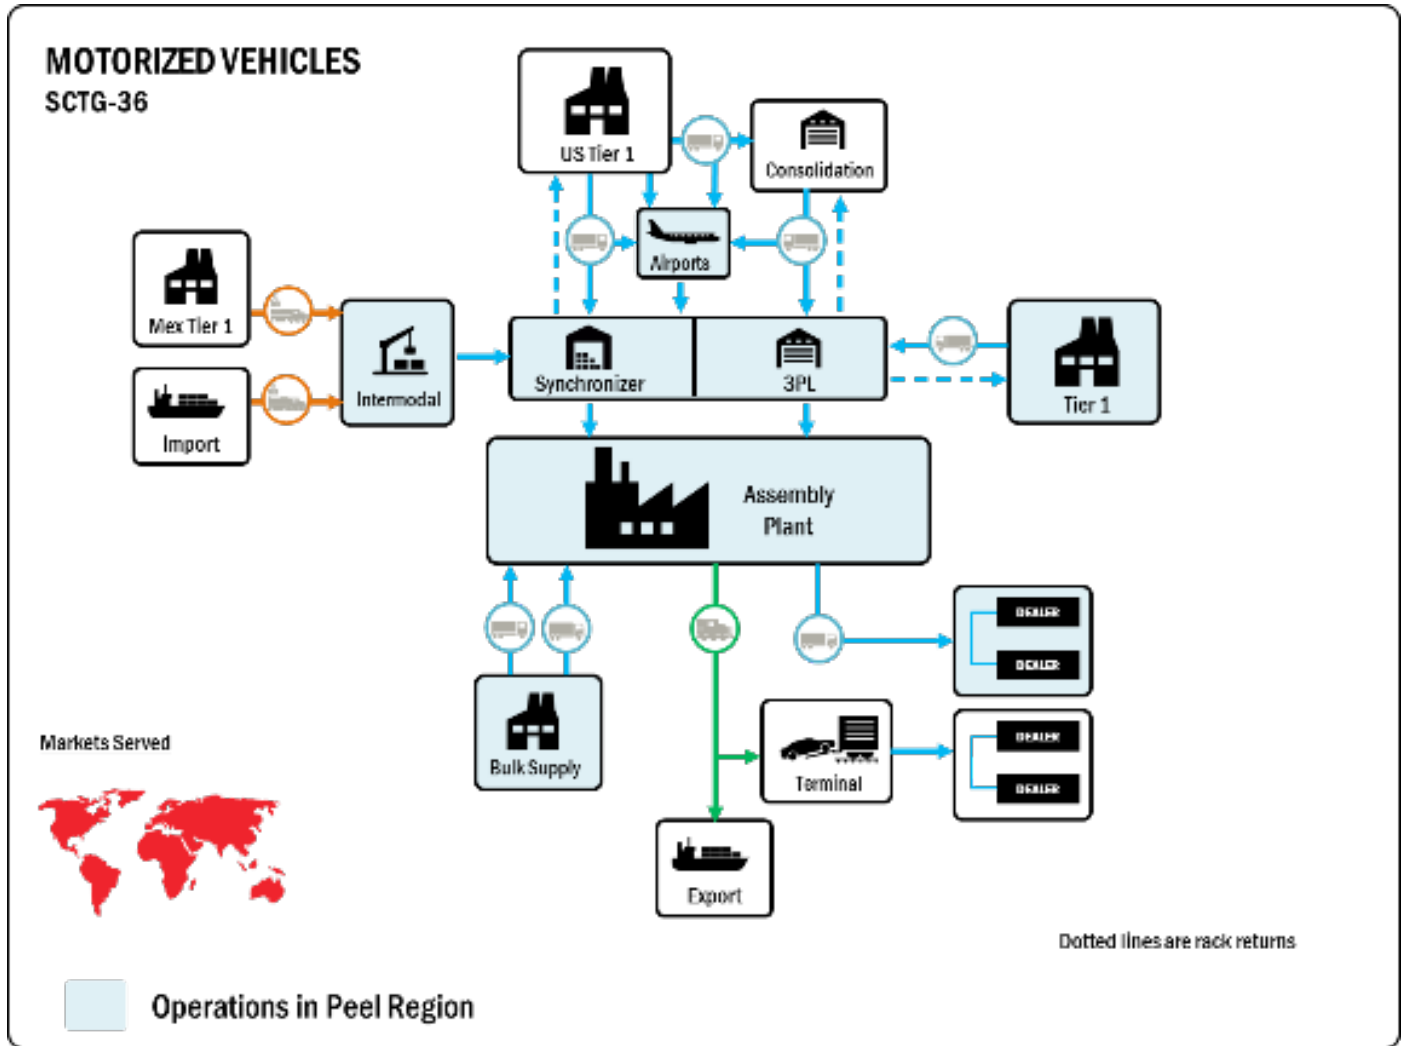 MOTORIZED VEHICLES
SCTG-36
US Tier 1
Consolidation
Airports
Mex Tier 1
Intermodal
Import
Synchronizer
3PL
Tier 1
Assembly
Plant
DEALER
DEALER
Bulk Supply
Terminal
DEALER
DEALER
Export
Markets Served
Dotted lines are rack returns
Operations in Peel Region